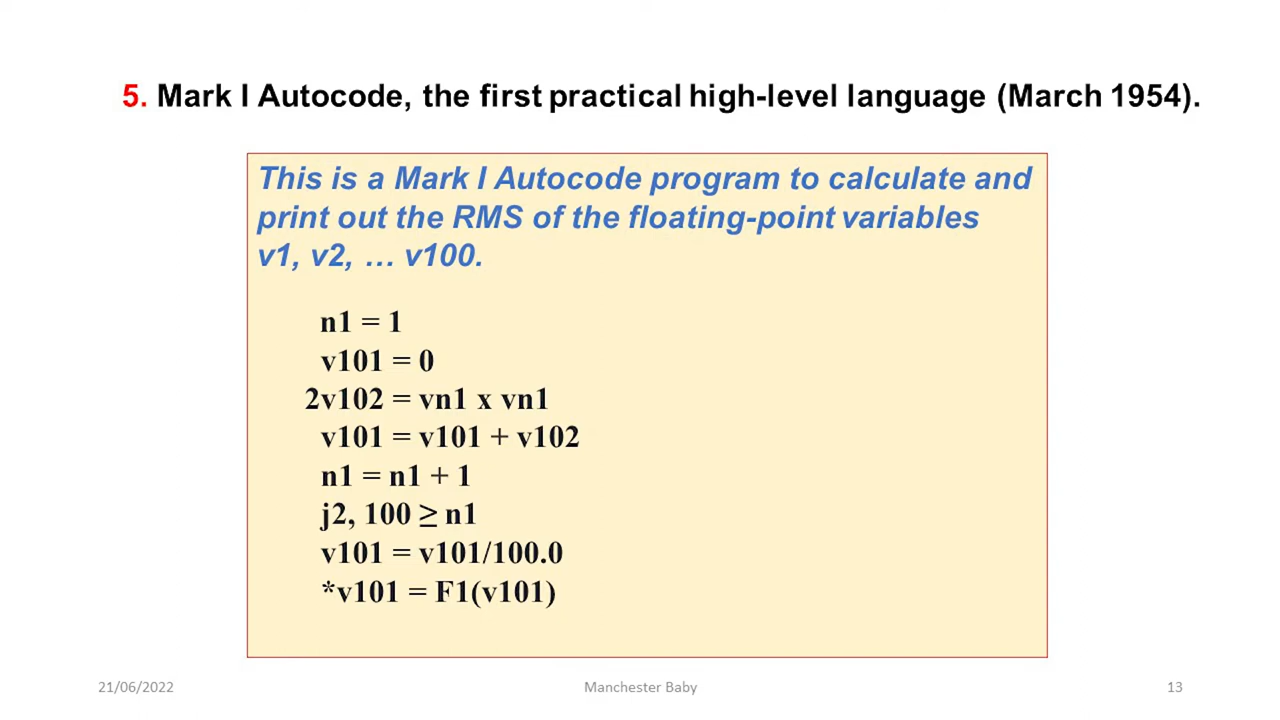 5. Mark I Autocode, the first practical high-level language (March 1954).
This is a Mark I Autocode program to calculate and
print out the RMS of the floating-point variables
v1, v2, … v100.
n1 = 1
v101 = 0
2v102 = vn1 x vn1
v101 = v101 + v102
n1 = n1 + 1
j2, 100 ≥ n1
v101 = v101/100.0
*v101 = F1(v101)
21/06/2022 Manchester Baby 13